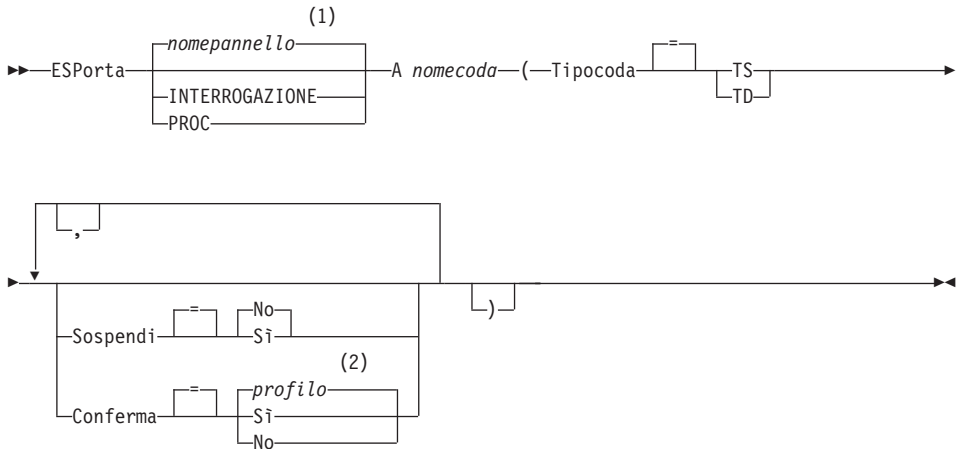 (1)
nomepannello
ESPorta A nomecoda ( Tipocoda = TS
INTERROGAZIONE TD
PROC
,
)
Sospendi = No
Sì
(2)
Conferma = profilo
Sì
No